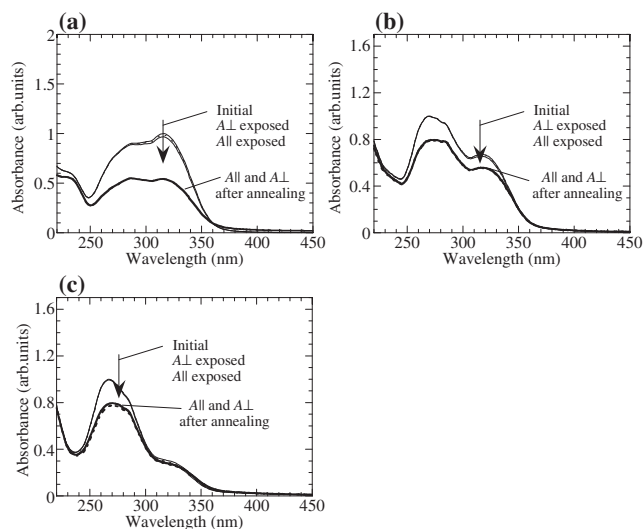 (a)
2
1.5
1
0.5
0
Absorbance (arb.units)
Initial
A⊥ exposed
A|| exposed
A|| and A⊥
after annealing
250 300 350 400 450
Wavelength (nm)
(b)
1.6
1.2
0.8
0.4
0
Absorbance (arb.units)
Initial
A⊥ exposed
A|| exposed
A|| and A⊥
after annealing
250 300 350 400 450
Wavelength (nm)
(c)
1.6
1.2
0.8
0.4
0
Absorbance (arb.units)
Initial
A⊥ exposed
A|| exposed
A|| and A⊥
after annealing
250 300 350 400 450
Wavelength (nm)